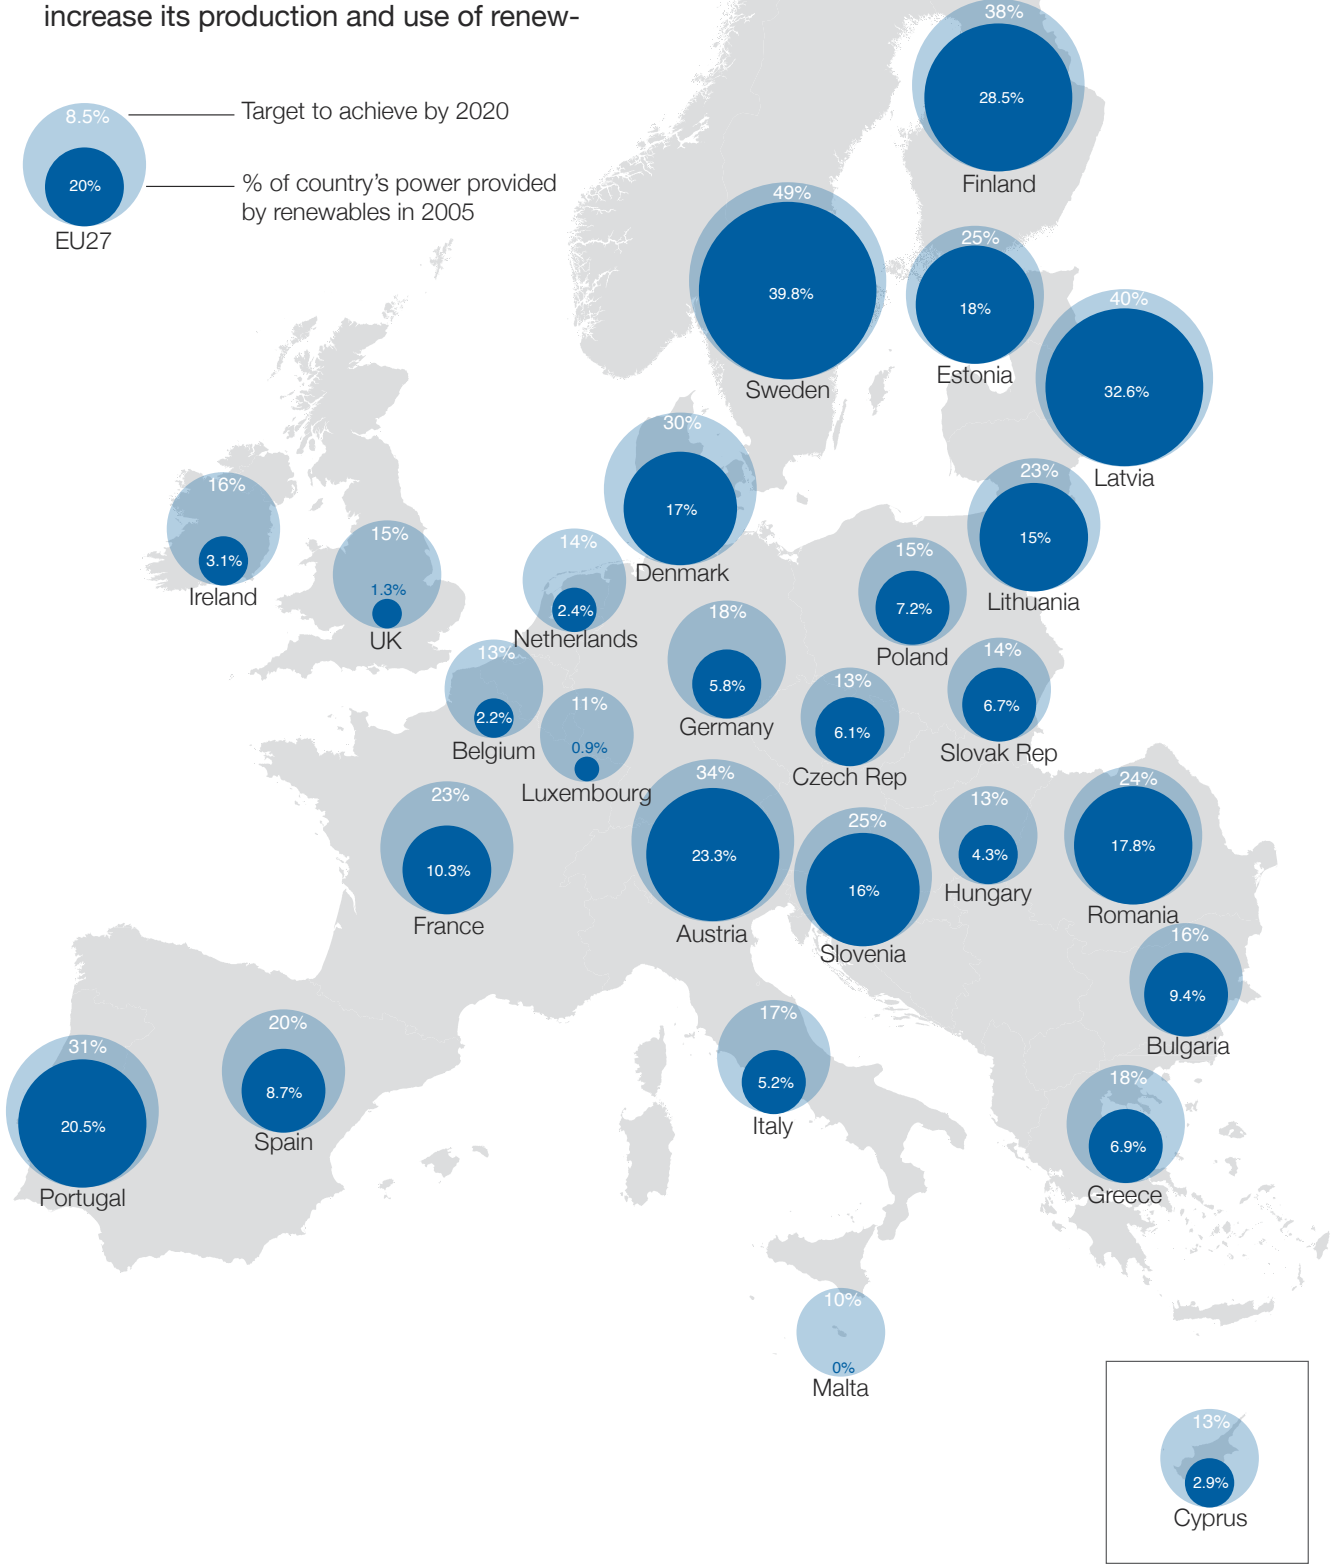 increase its production and use of renew-
8.5%
Target to achieve by 2020
20%
% of country's power provided
by renewables in 2005
EU27
38%
28.5%
Finland
49%
39.8%
Sweden
25%
18%
Estonia
40%
32.6%
Latvia
30%
17%
Denmark
23%
15%
Lithuania
16%
3.1%
Ireland
15%
1.3%
UK
14%
2.4%
Netherlands
15%
7.2%
Poland
18%
5.8%
Germany
13%
2.2%
Belgium
11%
0.9%
Luxembourg
13%
6.1%
Czech Rep
14%
6.7%
Slovak Rep
23%
10.3%
France
34%
23.3%
Austria
25%
16%
Slovenia
13%
4.3%
Hungary
24%
17.8%
Romania
16%
9.4%
Bulgaria
31%
20.5%
Portugal
20%
8.7%
Spain
17%
5.2%
Italy
18%
6.9%
Greece
10%
0%
Malta
13%
2.9%
Cyprus